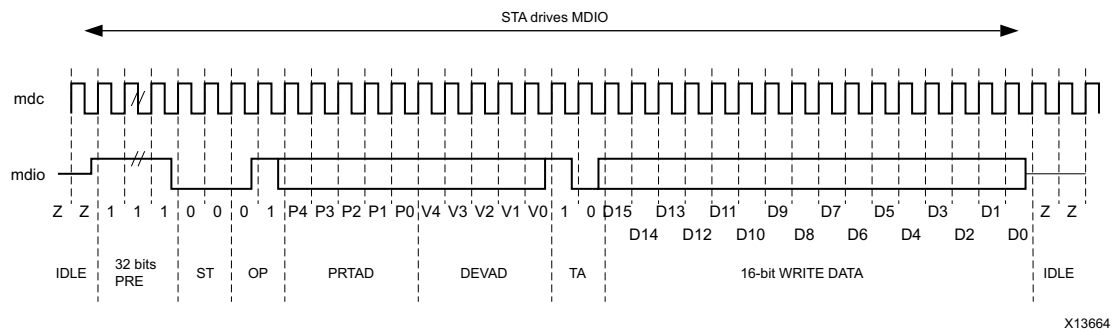 STA drives MDIO
mdc
mdio
Z Z 1 1 1 0 0 0 1 P4 P3 P2 P1 P0 V4 V3 V2 V1 V0 1 0 D15 D13 D11 D9 D7 D5 D3 D1 Z Z
D14 D12 D10 D8 D6 D4 D2 D0
IDLE 32 bits PRE ST OP PRTAD DEVAD TA 16-bit WRITE DATA IDLE
X13664